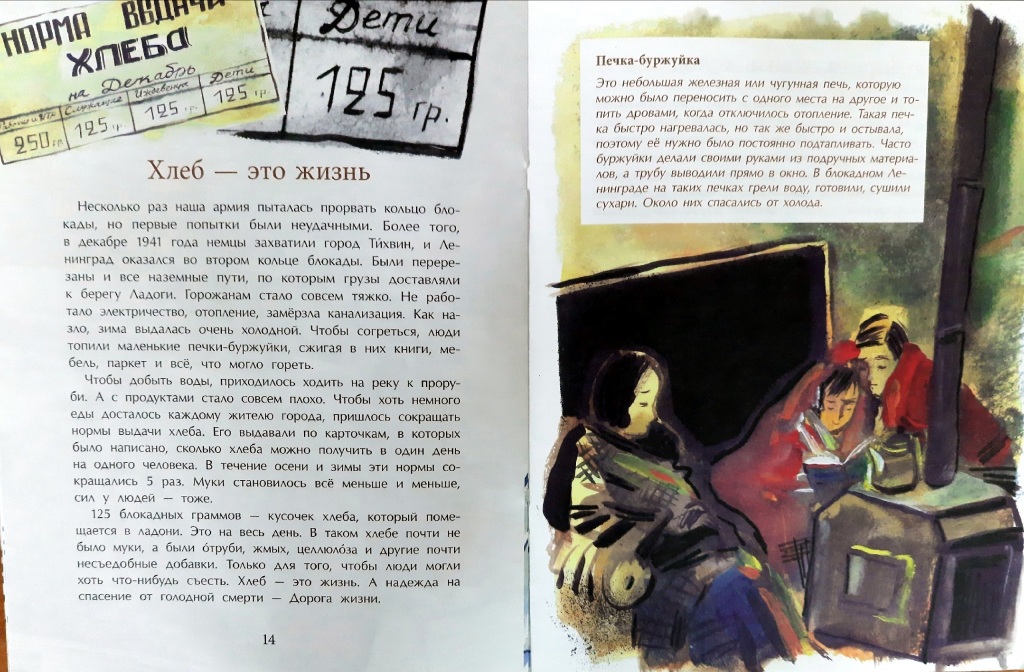 НОРМА ВЫДАЧИ
ХЛЕБА
на Декабрь
Служащие Иждивенцы Дети
250 гр. 125 гр. 125 гр. 125 гр.
Дети
125 гр.
Хлеб — это жизнь
Несколько раз наша армия пыталась прорвать кольцо бло-
кады, но первые попытки были неудачными. Более того,
в декабре 1941 года немцы захватили город Ти́хвин, и Ле-
нинград оказался во втором кольце блокады. Были перере-
заны и все наземные пути, по которым грузы доставляли
к берегу Ладоги. Горожанам стало совсем тяжко. Не рабо-
тало электричество, отопление, замёрзла канализация. Как на-
зло, зима выдалась очень холодной. Чтобы согреться, люди
топили маленькие печки-буржуйки, сжигая в них книги, ме-
бель, паркет и всё, что могло гореть.
Чтобы добыть воды, приходилось ходить на реку к прору-
би. А с продуктами стало совсем плохо. Чтобы хоть немного
еды досталось каждому жителю города, пришлось сокращать
нормы выдачи хлеба. Его выдавали по карточкам, в которых
было написано, сколько хлеба можно получить в один день
на одного человека. В течение осени и зимы эти нормы со-
кращались 5 раз. Муки становилось всё меньше и меньше,
сил у людей — тоже.
125 блокадных граммов — кусочек хлеба, который поме-
щается в ладони. Это на весь день. В таком хлебе почти не
было муки, а были о́труби, жмых, целлюло́за и другие почти
несъедобные добавки. Только для того, чтобы люди могли
хоть что-нибудь съесть. Хлеб — это жизнь. А надежда на
спасение от голодной смерти — Дорога жизни.
14
Печка-буржуйка
Это небольшая железная или чугунная печь, которую
можно было переносить с одного места на другое и то-
пить дровами, когда отключилось отопление. Такая печ-
ка быстро нагревалась, но так же быстро и остывала,
поэтому её нужно было постоянно подтапливать. Часто
буржуйки делали своими руками из подручных материа-
лов, а трубу выводили прямо в окно. В блокадном Ле-
нинграде на таких печках грели воду, готовили, сушили
сухари. Около них спасались от холода.